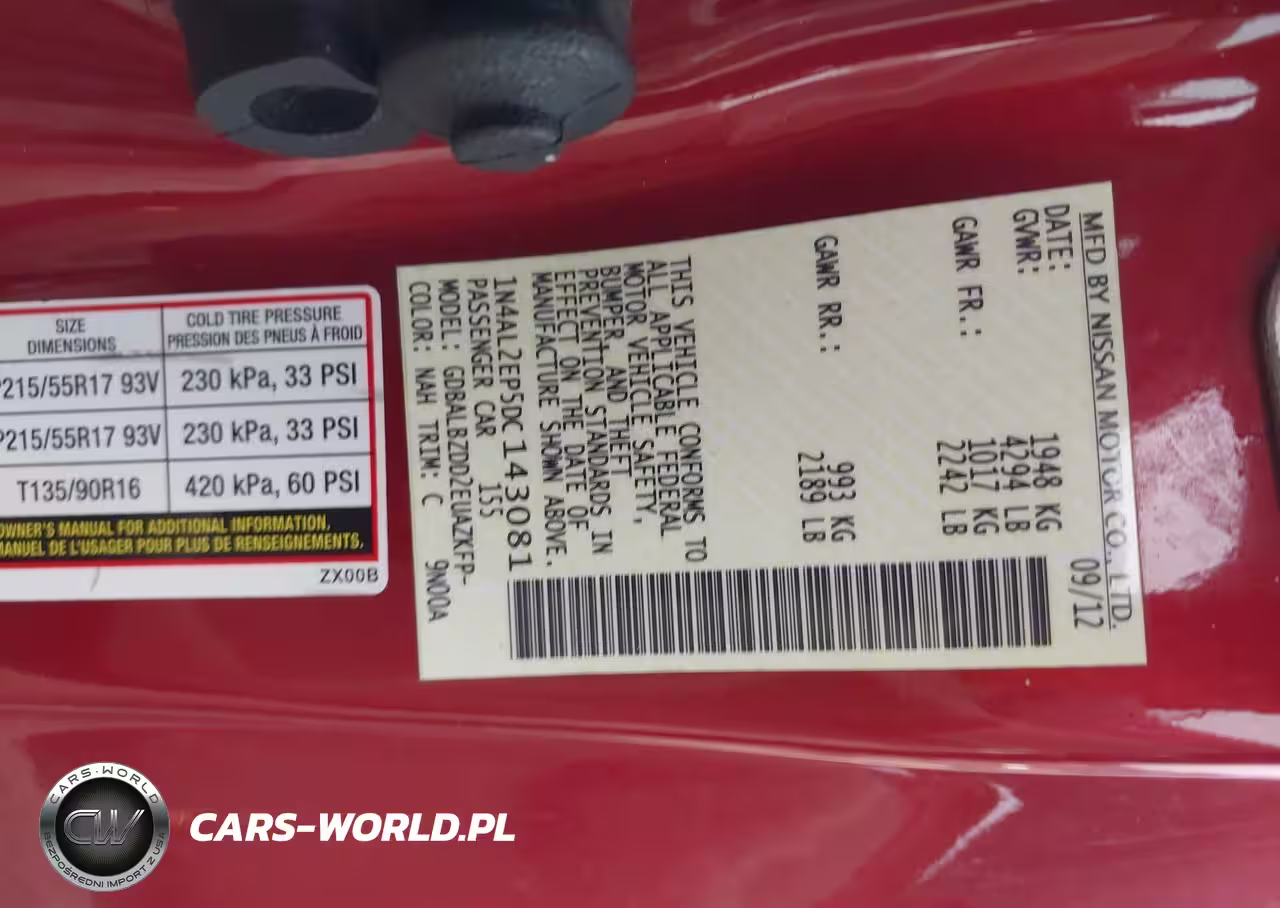 SIZE
DIMENSIONS
COLD TIRE PRESSURE
PRESSION DES PNEUS À FROID
P215/55R17 93V
230 kPa, 33 PSI
P215/55R17 93V
230 kPa, 33 PSI
T135/90R16
420 kPa, 60 PSI
OWNER'S MANUAL FOR ADDITIONAL INFORMATION.
MANUEL DE L'USAGER POUR PLUS DE RENSEIGNEMENTS.
ZX00B
MFD BY NISSAN MOTOR CO., LTD.
DATE: 09/12
GVWR: 1948 KG
4294 LB
GAWR FR.: 1017 KG
2242 LB
GAWR RR.: 993 KG
2189 LB
THIS VEHICLE CONFORMS TO
ALL APPLICABLE FEDERAL
MOTOR VEHICLE SAFETY,
BUMPER, AND THEFT
PREVENTION STANDARDS IN
EFFECT ON THE DATE OF
MANUFACTURE SHOWN ABOVE.
1N4AL2EP5DC143081
PASSENGER CAR 155
MODEL: GDBALBZDD2EUAZKFP-
COLOR: NAH TRIM: C 9N00A
CARS-WORLD
CW
BEZPOŚREDNI IMPORT Z USA
CARS-WORLD.PL